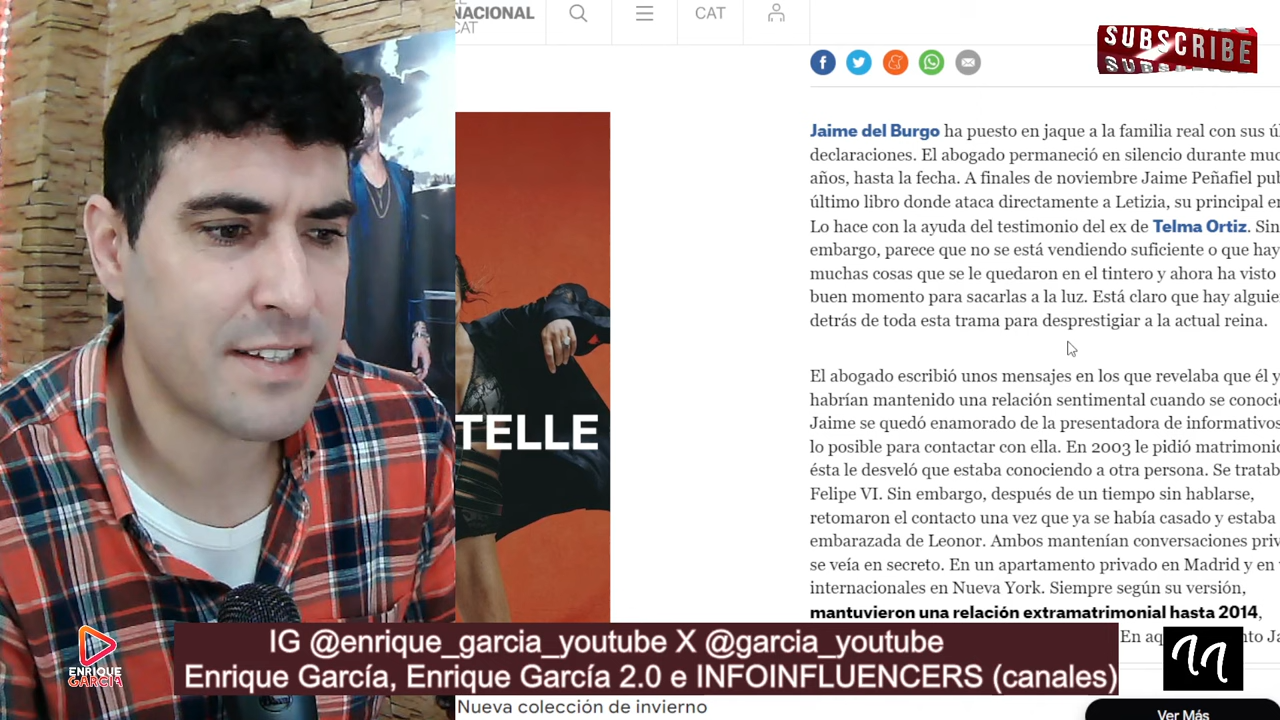 NACIONAL
CAT
CAT
SUBSCRIBE
Jaime del Burgo ha puesto en jaque a la familia real con sus
declaraciones. El abogado permaneció en silencio durante
años, hasta la fecha. A finales de noviembre Jaime Peñafiel
último libro donde ataca directamente a Letizia, su principal
Lo hace con la ayuda del testimonio del ex de Telma Ortiz. Sin
embargo, parece que no se está vendiendo suficiente o que hay
muchas cosas que se le quedaron en el tintero y ahora ha visto
buen momento para sacarlas a la luz. Está claro que hay
detrás de toda esta trama para desprestigiar a la actual reina.
El abogado escribió unos mensajes en los que revelaba que él y
habrían mantenido una relación sentimental cuando se
Jaime se quedó enamorado de la presentadora de informativos
lo posible para contactar con ella. En 2003 le pidió
ésta le desveló que estaba conociendo a otra persona. Se
Felipe VI. Sin embargo, después de un tiempo sin hablarse,
retomaron el contacto una vez que ya se había casado y estaba
embarazada de Leonor. Ambos mantenían conversaciones
se veía en secreto. En un apartamento privado en Madrid y en
internacionales en Nueva York. Siempre según su versión,
mantuvieron una relación extramatrimonial hasta 2014,
En
TELLE
IG @enrique_garcia_youtube X @garcia_youtube
Enrique García, Enrique García 2.0 e INFOINFLUENCERS (canales)
ENRIQUE
GARCÍA
Nueva colección de invierno
Ver Más